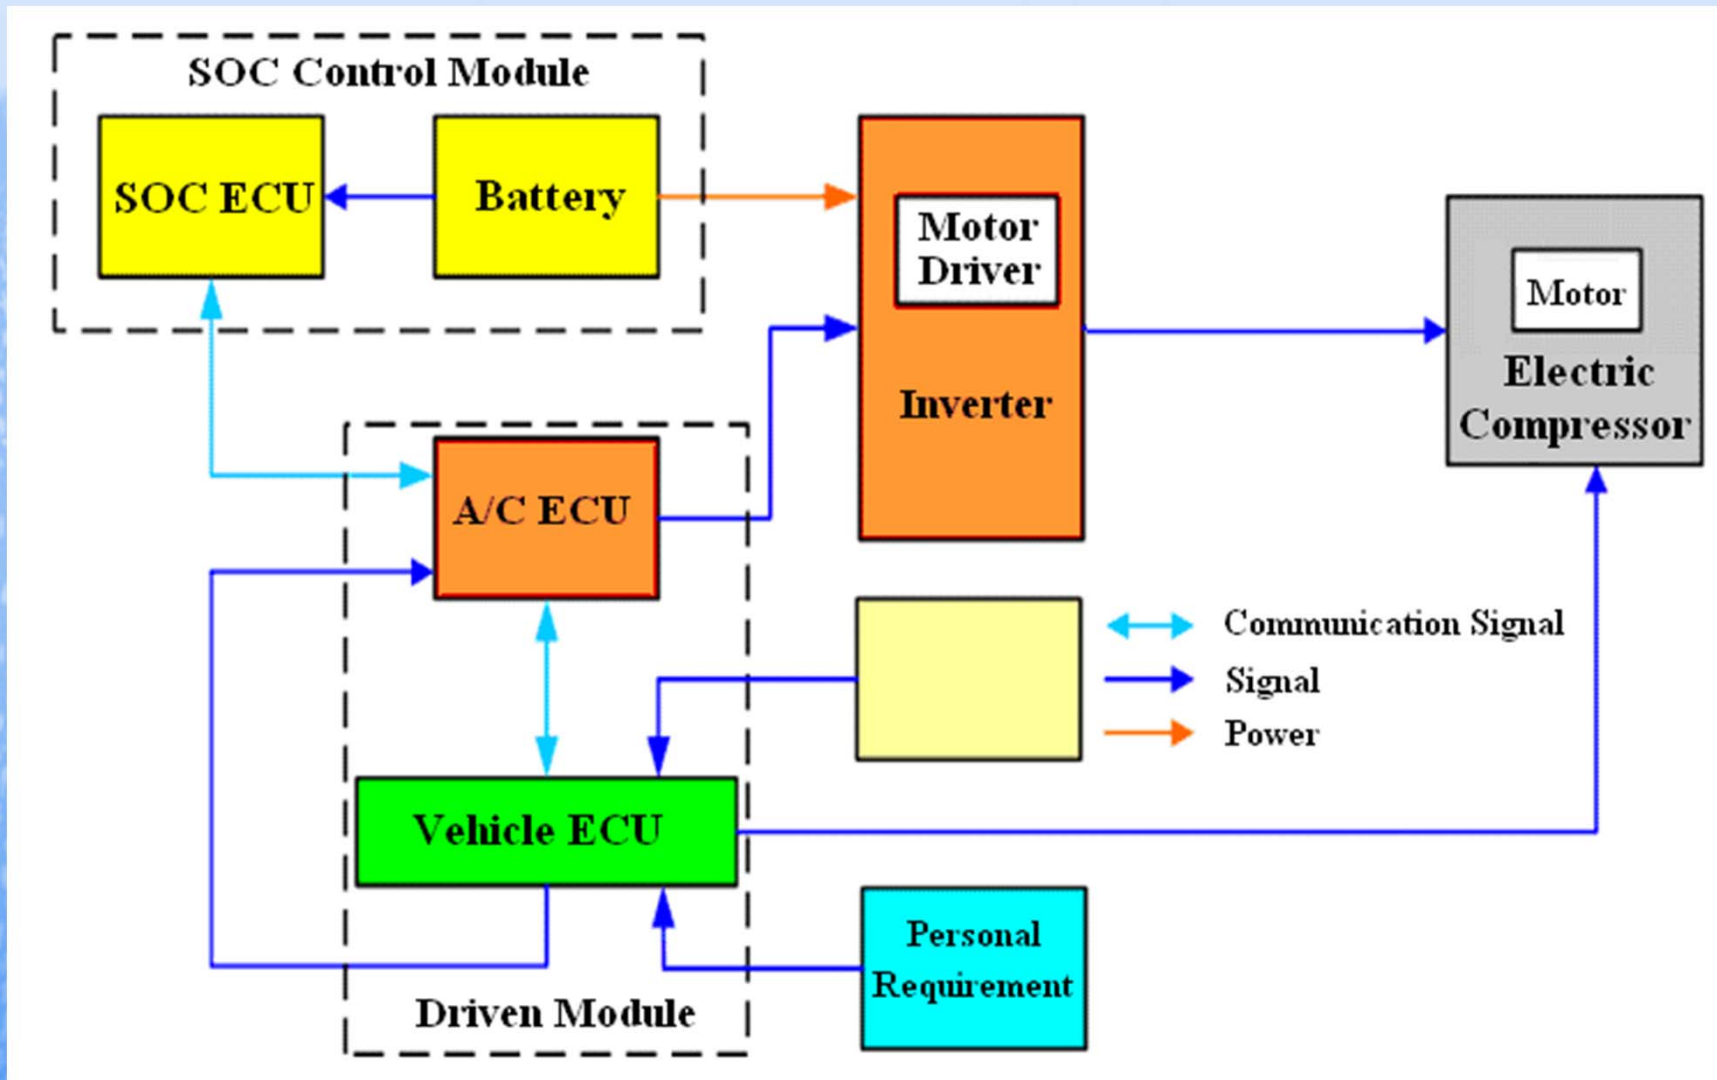 SOC Control Module
SOC ECU
Battery
Motor
Driver
Inverter
Motor
Electric
Compressor
A/C ECU
Communication Signal
Signal
Power
Vehicle ECU
Personal
Requirement
Driven Module